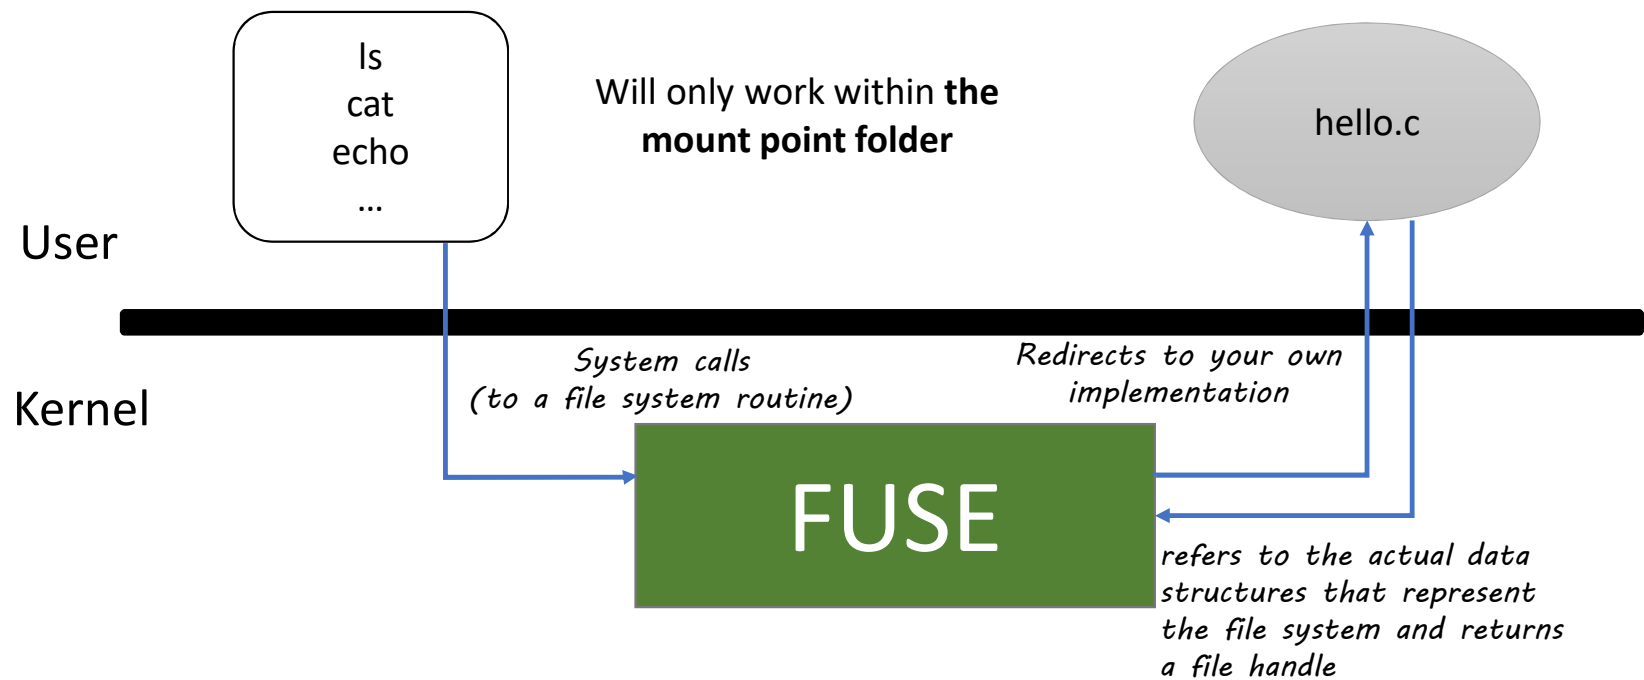 ls
cat
echo
...
Will only work within the
mount point folder
hello.c
User
Kernel
System calls
(to a file system routine)
Redirects to your own
implementation
FUSE
refers to the actual data
structures that represent
the file system and returns
a file handle